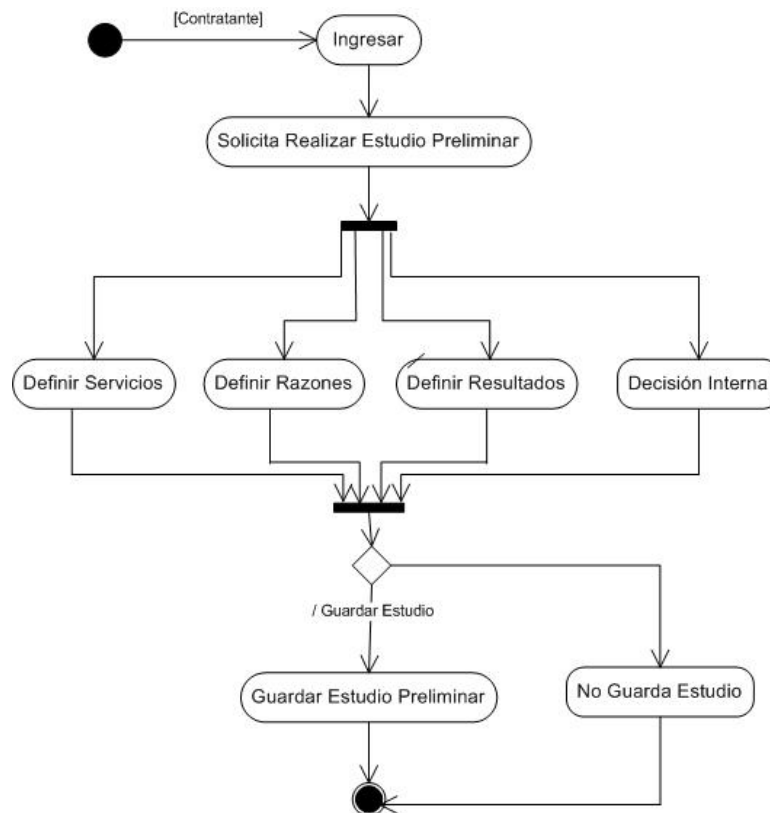 [Contratante]
Ingresar
Solicita Realizar Estudio Preliminar
Definir Servicios
Definir Razones
Definir Resultados
Decisión Interna
/ Guardar Estudio
Guardar Estudio Preliminar
No Guarda Estudio